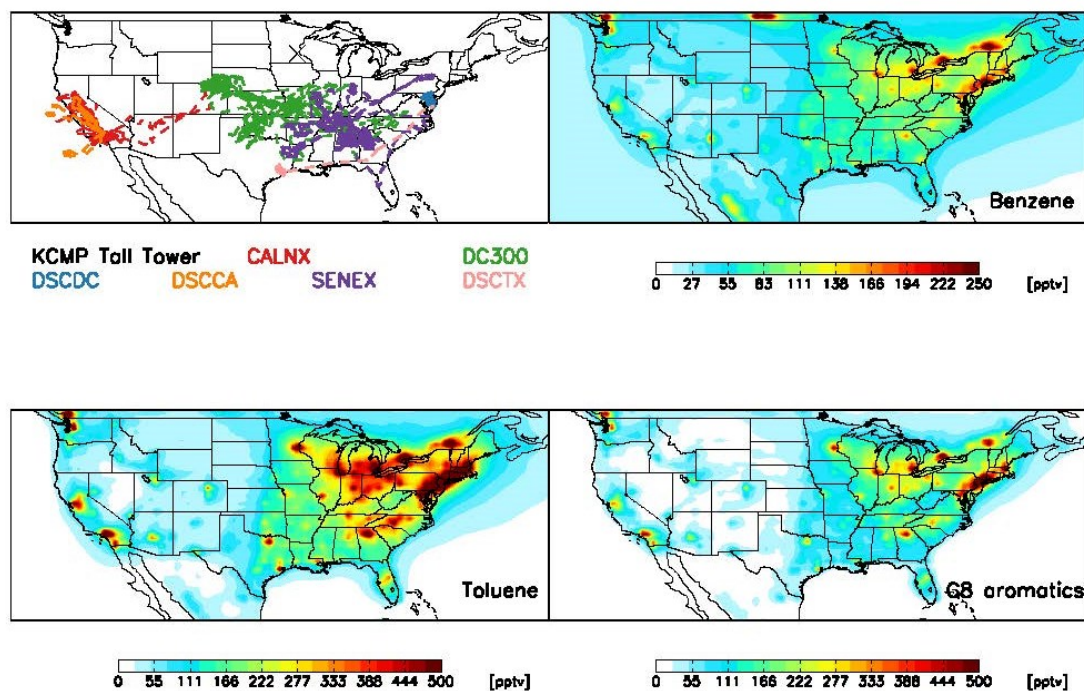 Benzene
KCMP Tall Tower CALNX DC300
DSCDC DSCCA SENEX DSCTX
0 27 55 83 111 138 166 194 222 250 [pptv]
Toluene
C8 aromatics
0 55 111 166 222 277 333 388 444 500 [pptv]
0 55 111 166 222 277 333 388 444 500 [pptv]